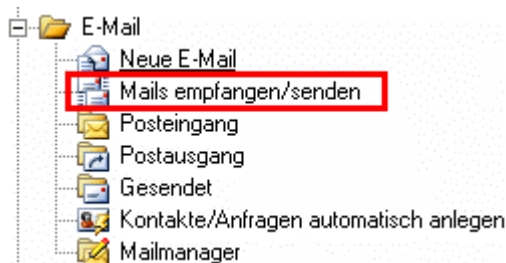 E-Mail
Neue E-Mail
Mails empfangen/senden
Posteingang
Postausgang
Gesendet
Kontakte/Anfragen automatisch anlegen
Mailmanager